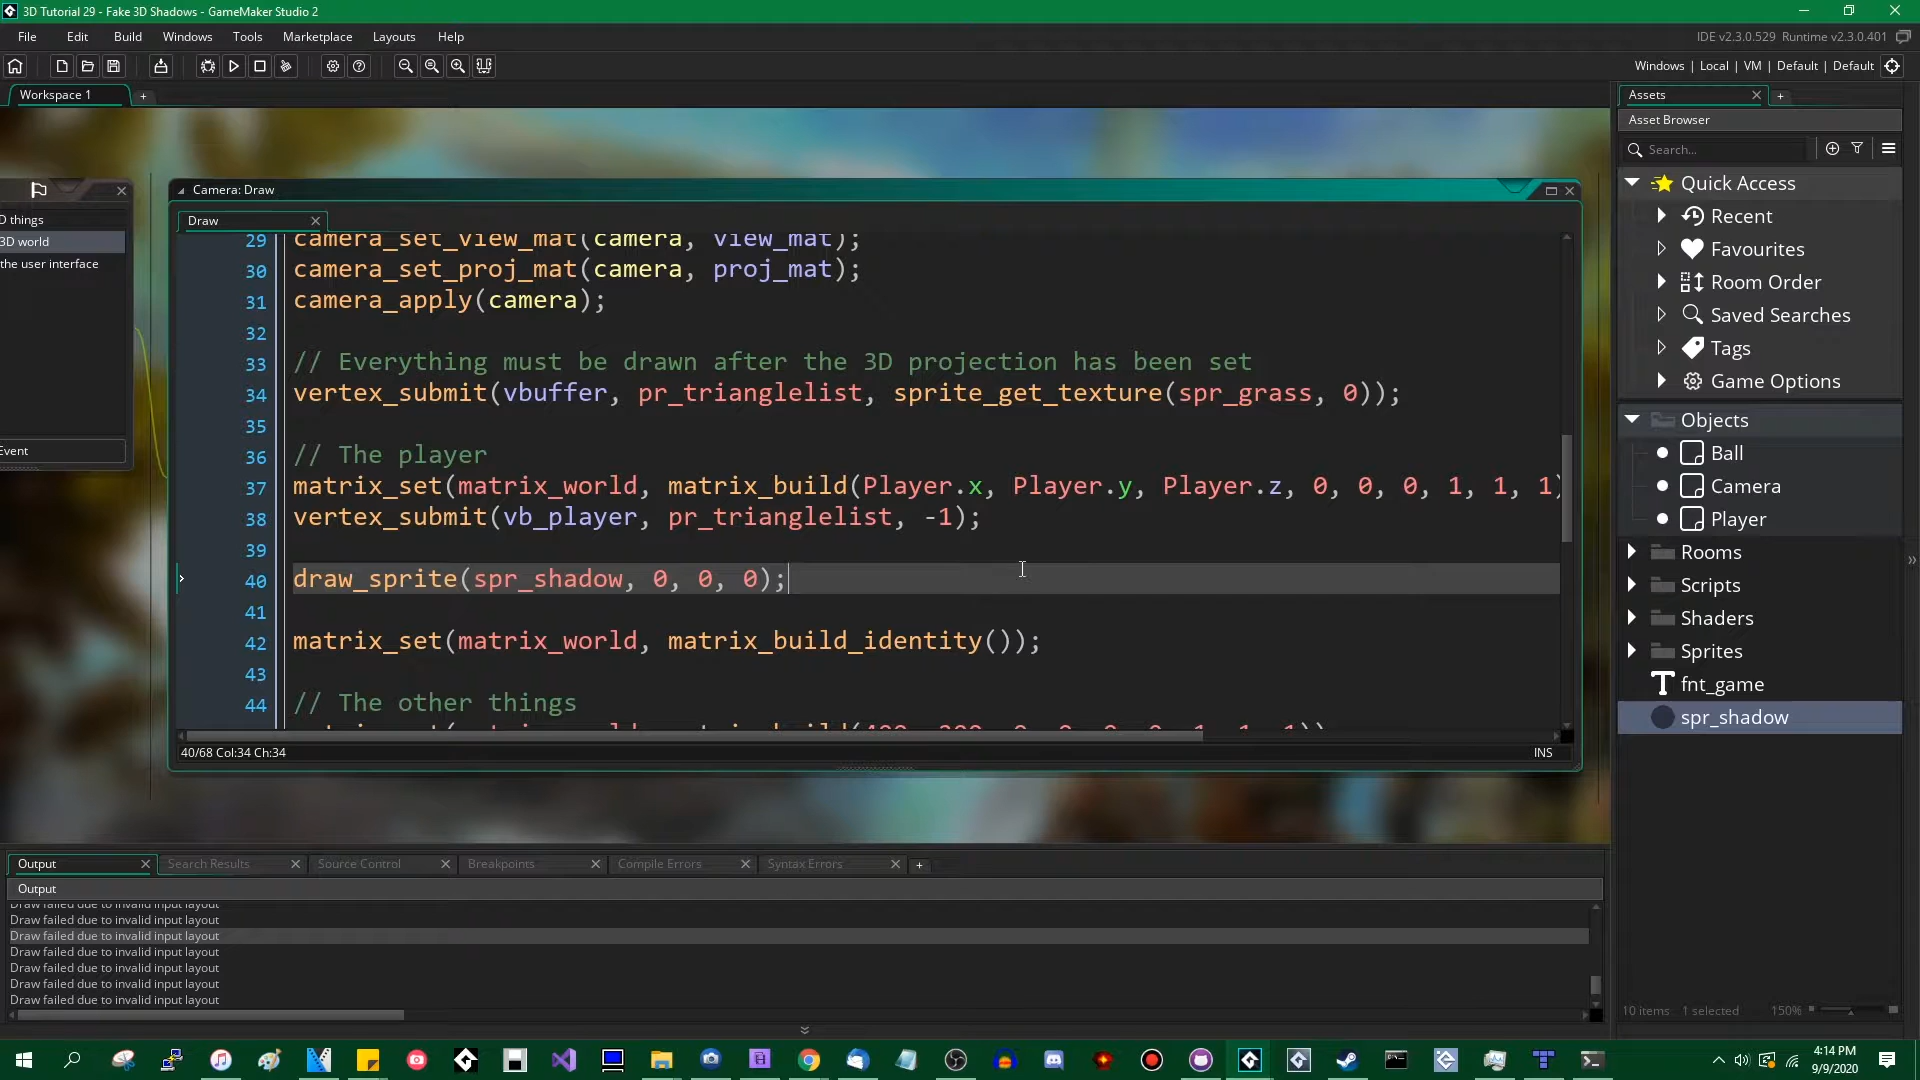 3D Tutorial 29 - Fake 3D Shadows - GameMaker Studio 2
File Edit Build Windows Tools Marketplace Layouts Help
IDE v2.3.0.529 Runtime v2.3.0.401
Windows | Local | VM | Default | Default
Workspace 1
Assets
Asset Browser
Search...
Quick Access
Recent
Favourites
Room Order
Saved Searches
Tags
Game Options
Objects
Ball
Camera
Player
Rooms
Scripts
Shaders
Sprites
fnt_game
spr_shadow
10 items 1 selected 150%
D things
3D world
the user interface
Event
Camera: Draw
Draw
29 camera_set_view_mat(camera, view_mat);
30 camera_set_proj_mat(camera, proj_mat);
31 camera_apply(camera);
32
33 // Everything must be drawn after the 3D projection has been set
34 vertex_submit(vbuffer, pr_trianglelist, sprite_get_texture(spr_grass, 0));
35
36 // The player
37 matrix_set(matrix_world, matrix_build(Player.x, Player.y, Player.z, 0, 0, 0, 1, 1, 1)
38 vertex_submit(vb_player, pr_trianglelist, -1);
39
40 draw_sprite(spr_shadow, 0, 0, 0);
41
42 matrix_set(matrix_world, matrix_build_identity());
43
44 // The other things
40/68 Col:34 Ch:34
INS
Output Search Results Source Control Breakpoints Compile Errors Syntax Errors
Output
Draw failed due to invalid input layout
Draw failed due to invalid input layout
Draw failed due to invalid input layout
Draw failed due to invalid input layout
Draw failed due to invalid input layout
Draw failed due to invalid input layout
Draw failed due to invalid input layout
4:14 PM
9/9/2020